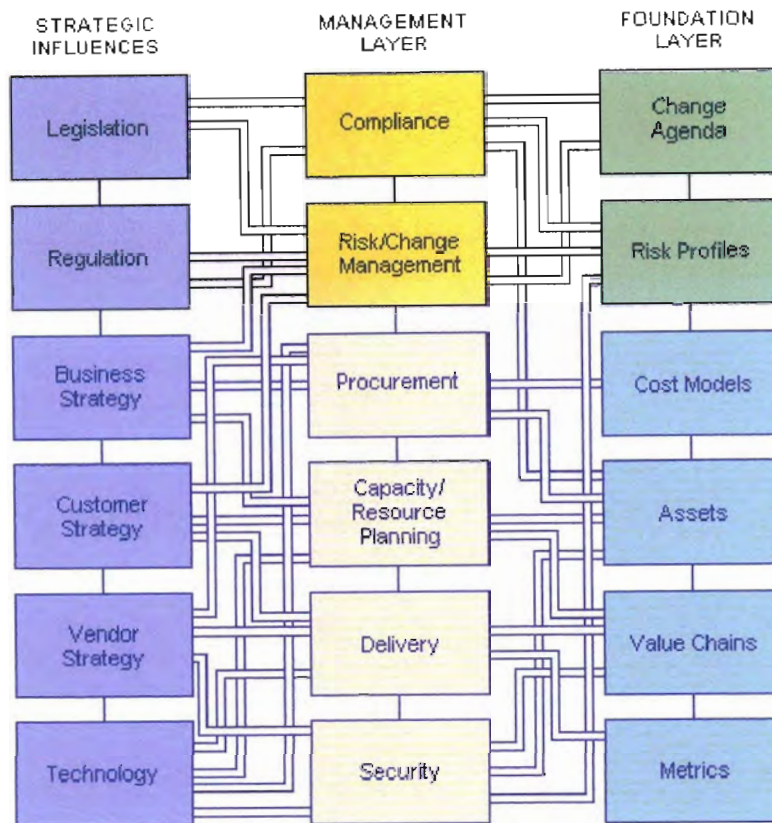 STRATEGIC
INFLUENCES
MANAGEMENT
LAYER
FOUNDATION
LAYER
Legislation
Compliance
Change
Agenda
Regulation
Risk/Change
Management
Risk Profiles
Business
Strategy
Procurement
Cost Models
Customer
Strategy
Capacity/
Resource
Planning
Assets
Vendor
Strategy
Delivery
Value Chains
Technology
Security
Metrics